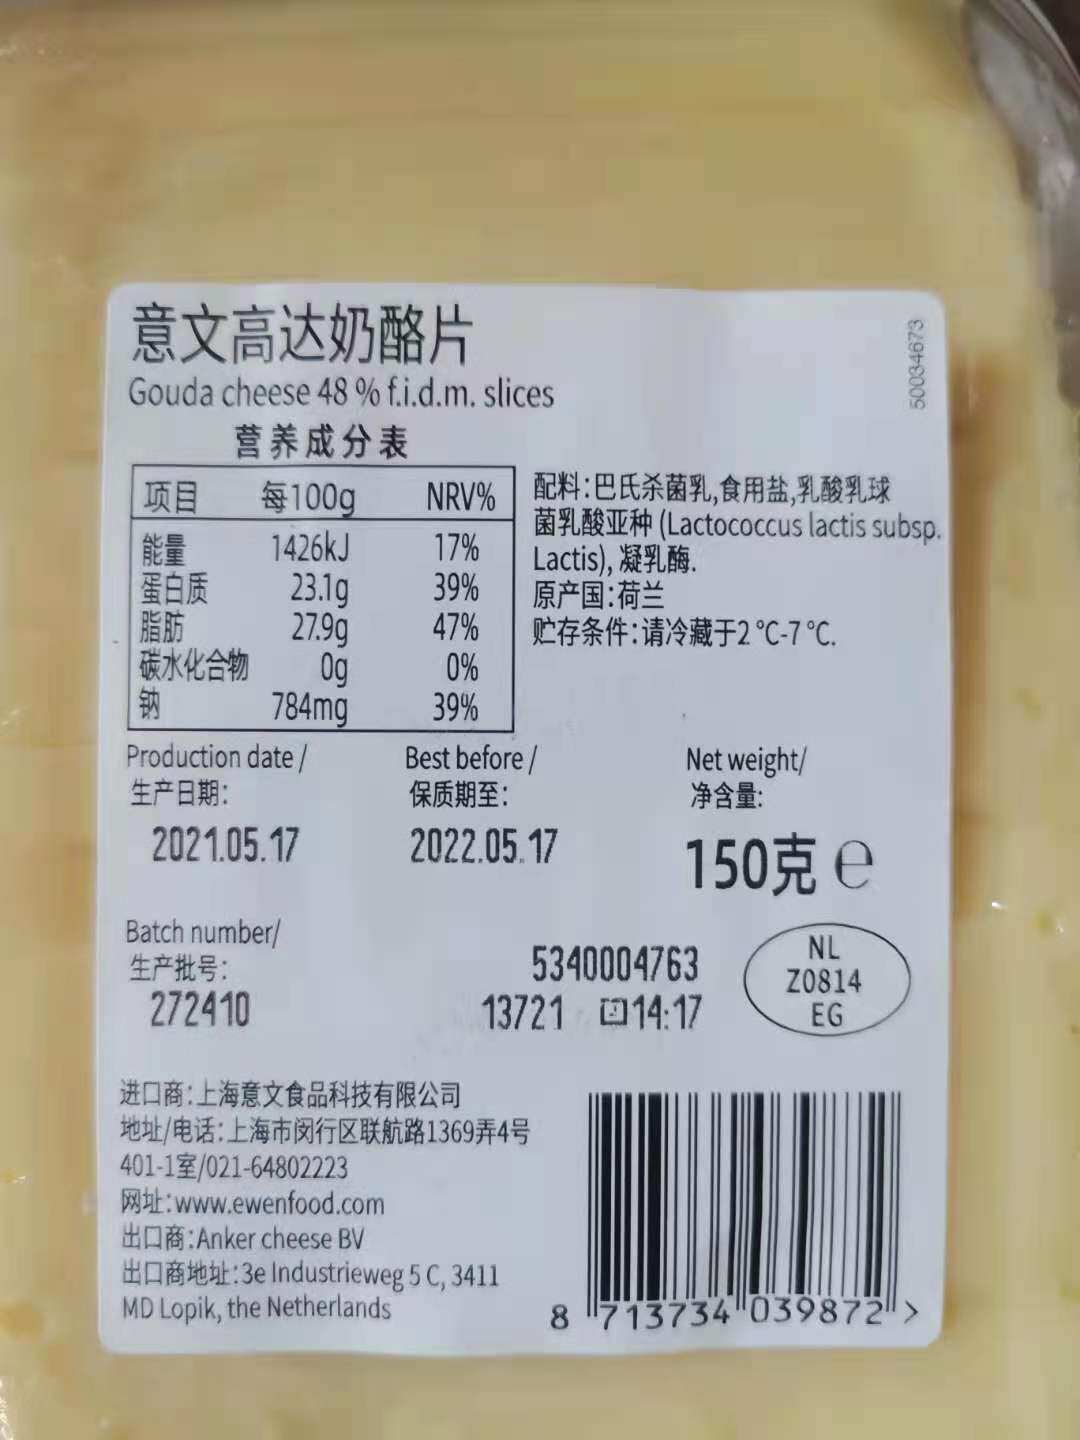 意文高达奶酪片
Gouda cheese 48 % f.i.d.m. slices
50034673
营养成分表
项目 每100g NRV%
能量 1426kJ 17%
蛋白质 23.1g 39%
脂肪 27.9g 47%
碳水化合物 0g 0%
钠 784mg 39%
配料:巴氏杀菌乳,食用盐,乳酸乳球
菌乳酸亚种 (Lactococcus lactis subsp.
Lactis), 凝乳酶.
原产国:荷兰
贮存条件:请冷藏于2 °C-7 °C.
Production date / Best before / Net weight/
生产日期: 保质期至: 净含量:
2021.05.17 2022.05.17 150克 e
Batch number/
生产批号:
272410
5340004763
13721 14:17
NL
Z0814
EG
进口商:上海意文食品科技有限公司
地址/电话:上海市闵行区联航路1369弄4号
401-1室/021-64802223
网址:www.ewenfood.com
出口商:Anker cheese BV
出口商地址:3e Industrieweg 5 C, 3411
MD Lopik, the Netherlands
8 713734 039872 >